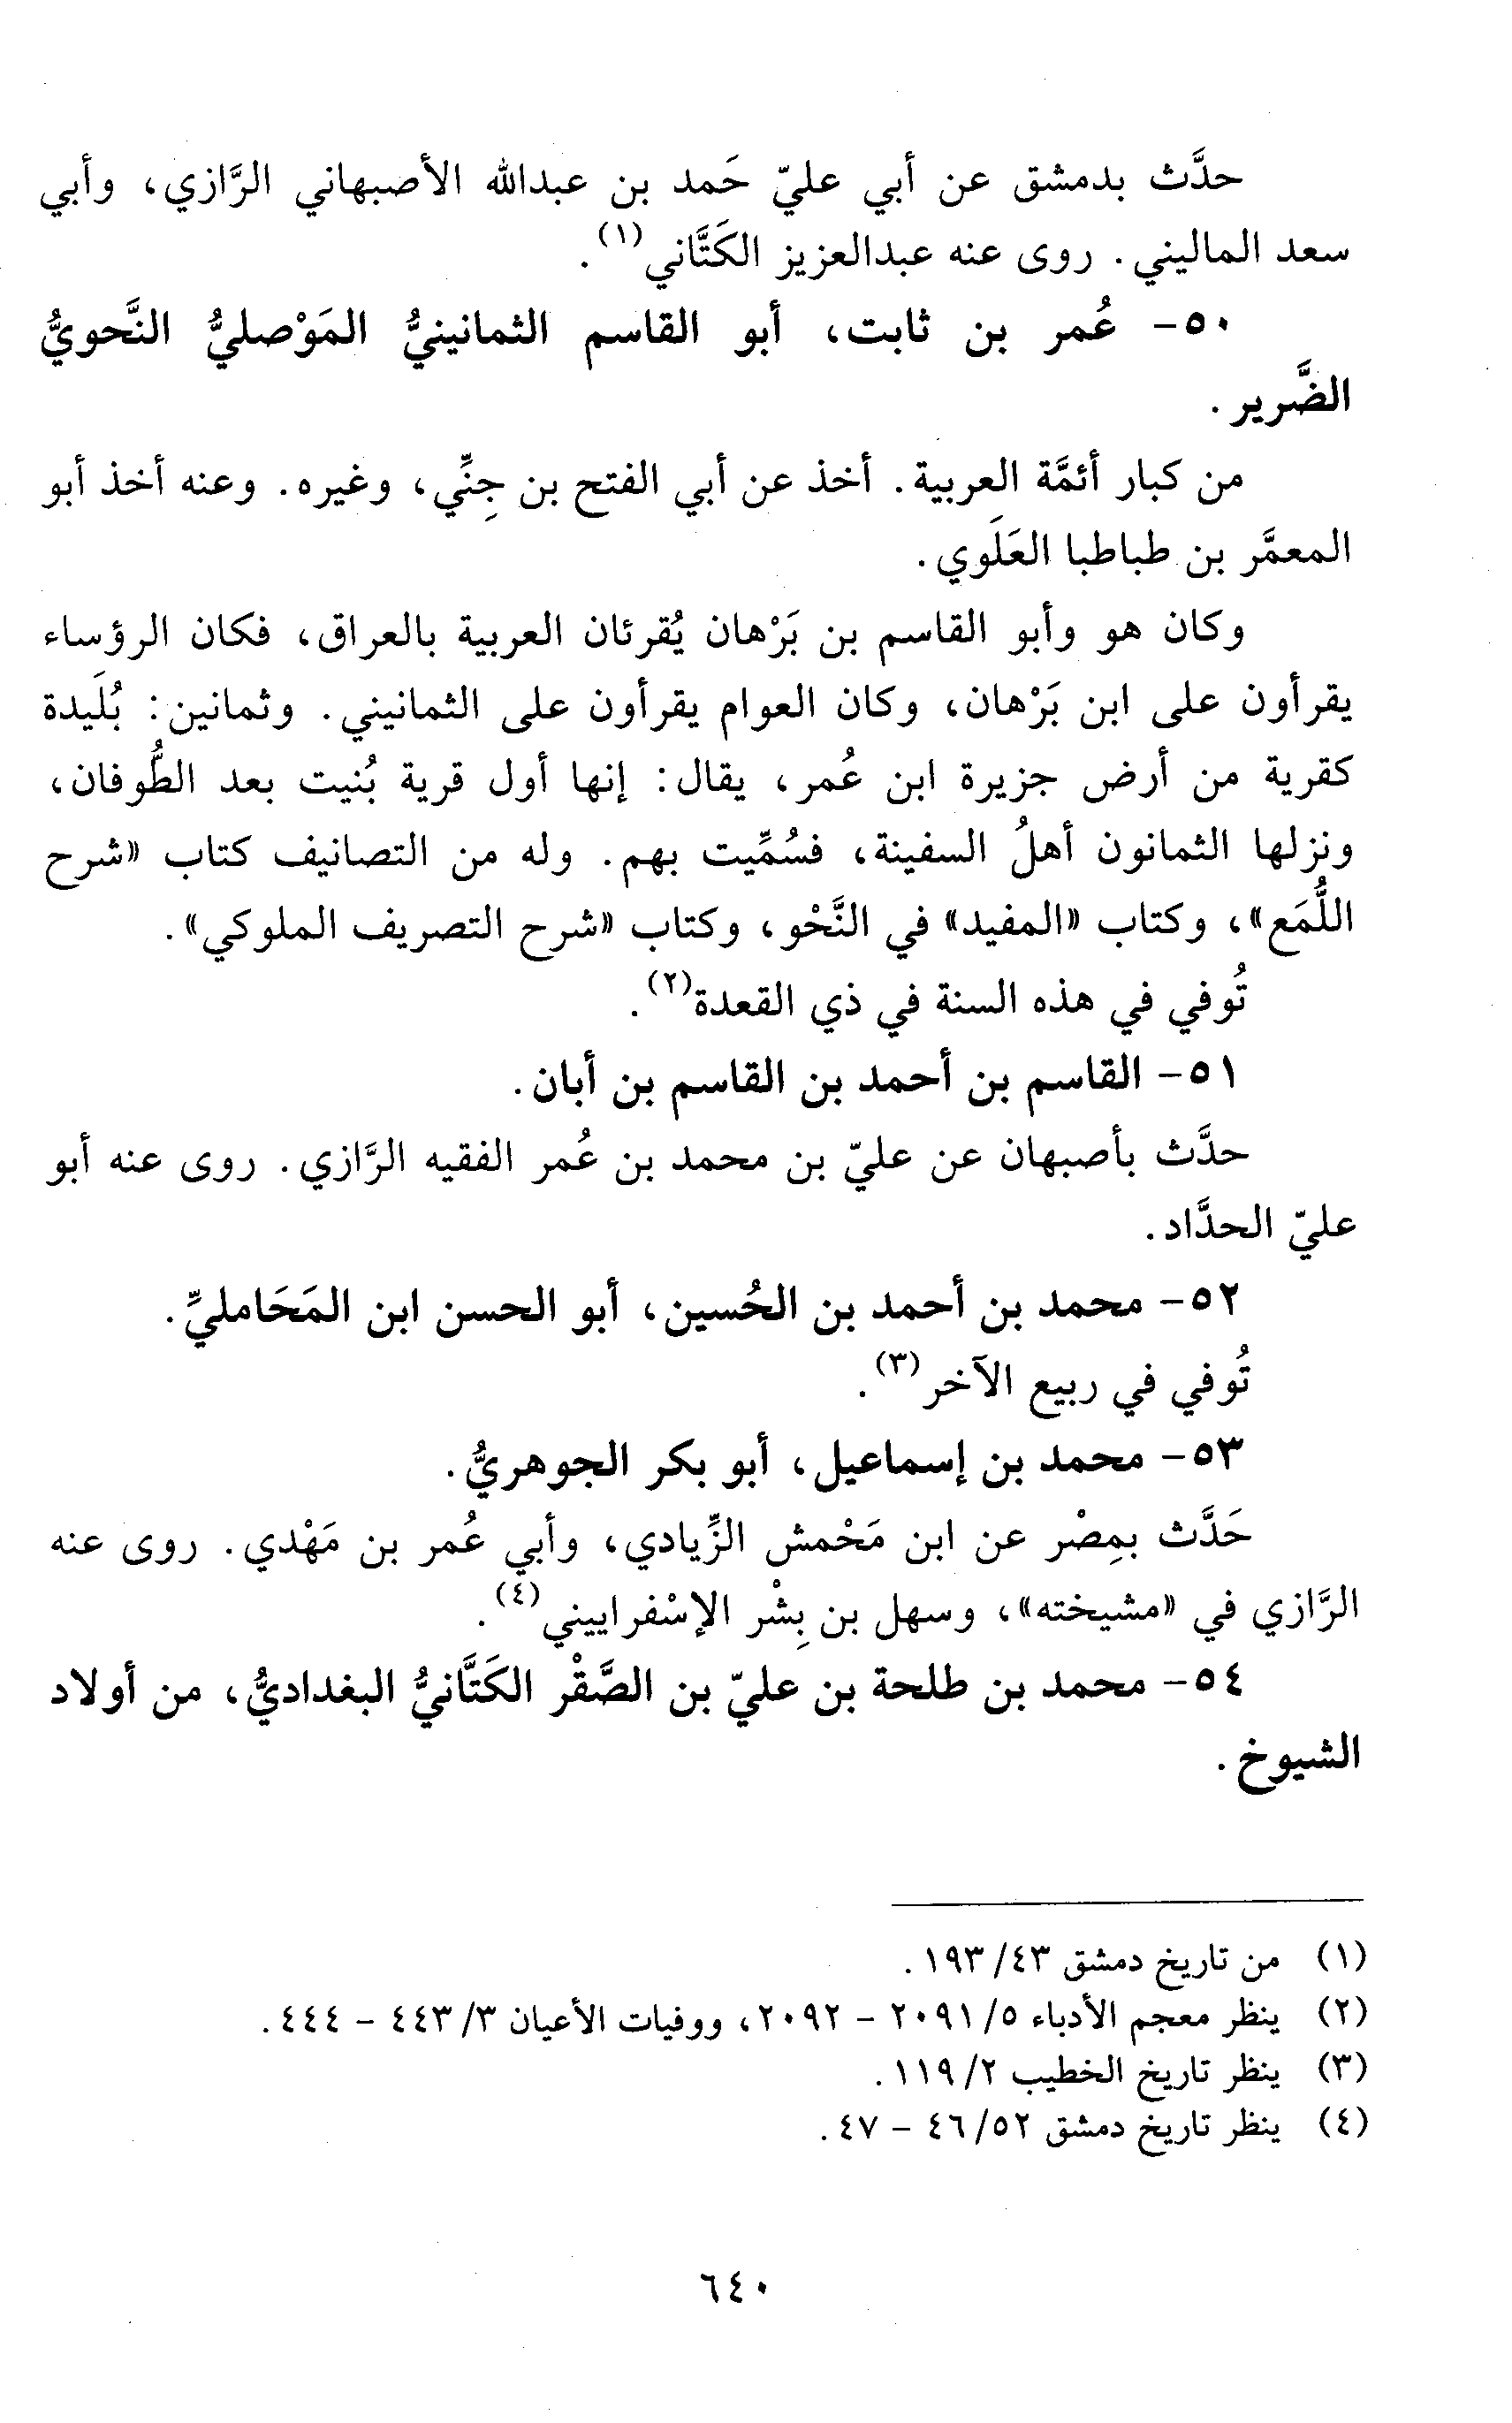 حدَّث بدمشق عن أبي عليّ حَمد بن عبدالله الأصبهاني الرَّازي، وأبي
سعد الماليني. روى عنه عبدالعزيز الكَتَّاني(١).
٥٠- عُمر بن ثابت، أبو القاسم الثمانينيُّ المَوْصليُّ النَّحويُّ
الضَّرير.
من كبار أئمَّة العربية. أخذ عن أبي الفتح بن جِنِّي، وغيره. وعنه أخذ أبو
المعمَّر بن طباطبا العَلَوي.
وكان هو وأبو القاسم بن بَرْهان يُقرئان العربية بالعراق، فكان الرؤساء
يقرأون على ابن بَرْهان، وكان العوام يقرأون على الثمانيني. وثمانين: بُلَيدة
كقرية من أرض جزيرة ابن عُمر، يقال: إنها أول قرية بُنيت بعد الطُّوفان،
ونزلها الثمانون أهلُ السفينة، فسُمِّيت بهم. وله من التصانيف كتاب «شرح
اللُّمَع»، وكتاب «المفيد» في النَّحْو، وكتاب «شرح التصريف الملوكي».
تُوفي في هذه السنة في ذي القعدة(٢).
٥١- القاسم بن أحمد بن القاسم بن أبان.
حدَّث بأصبهان عن عليّ بن محمد بن عُمر الفقيه الرَّازي. روى عنه أبو
عليّ الحدَّاد.
٥٢- محمد بن أحمد بن الحُسين، أبو الحسن ابن المَحَامليِّ.
تُوفي في ربيع الآخر(٣).
٥٣- محمد بن إسماعيل، أبو بكر الجوهريُّ.
حَدَّث بمِصْر عن ابن مَحْمش الزِّيادي، وأبي عُمر بن مَهْدي. روى عنه
الرَّازي في «مشيخته»، وسهل بن بِشْر الإسْفراييني(٤).
٥٤- محمد بن طلحة بن عليّ بن الصَّقْر الكَتَّانيُّ البغداديُّ، من أولاد
الشيوخ.
(١) من تاريخ دمشق ٤٣/ ١٩٣.
(٢) ينظر معجم الأدباء ٥/ ٢٠٩١ - ٢٠٩٢، ووفيات الأعيان ٣/ ٤٤٣ - ٤٤٤.
(٣) ينظر تاريخ الخطيب ٢/ ١١٩.
(٤) ينظر تاريخ دمشق ٥٢/ ٤٦ - ٤٧.
٦٤٠